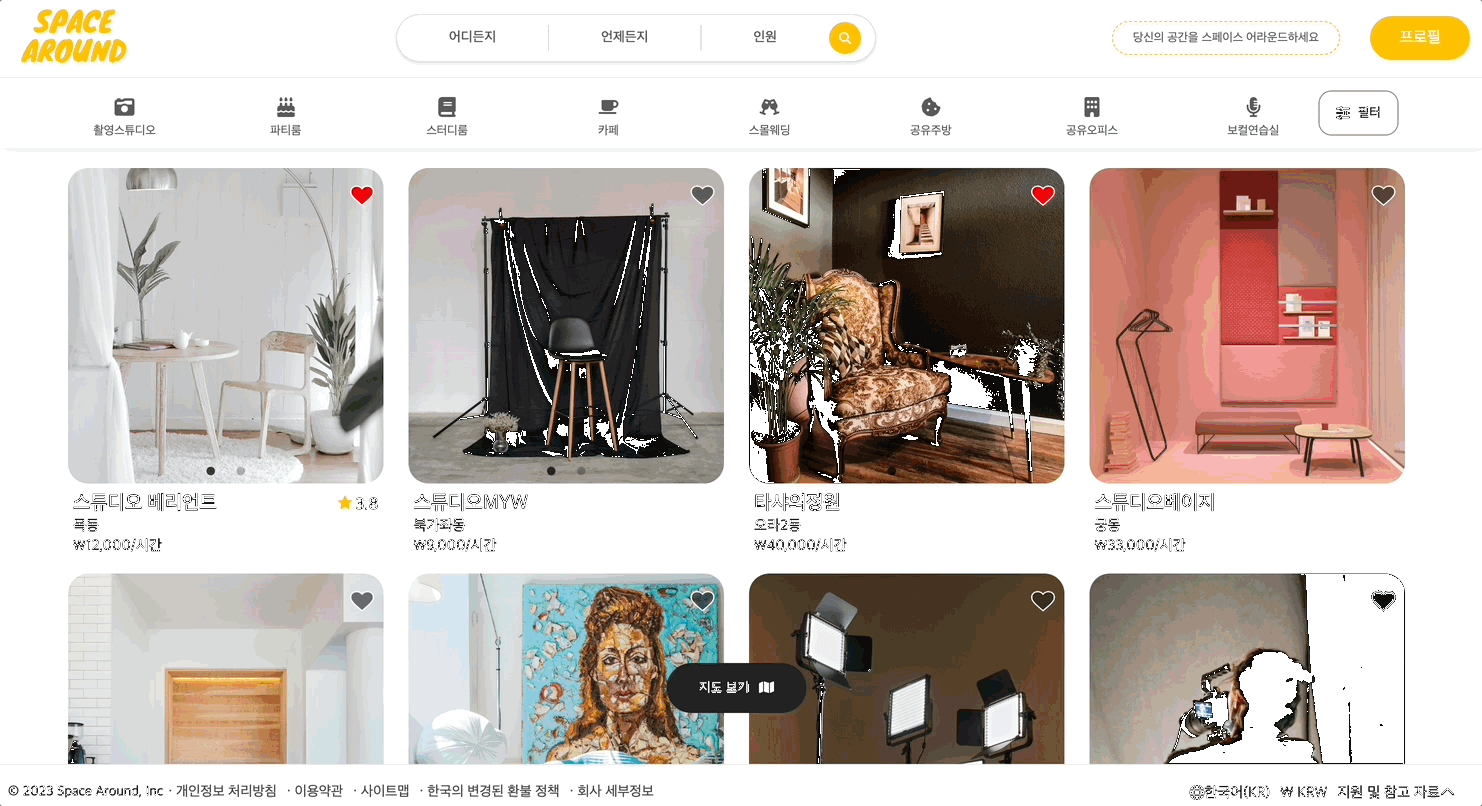 SPACE
AROUND
어디든지 언제든지 인원
당신의 공간을 스페이스 어라운드하세요
프로필
촬영스튜디오 파티룸 스터디룸 카페 스몰웨딩 공유주방 공유오피스 보컬연습실 필터
스튜디오 베리언트 3.8
스튜디오MYW
타샤의정원
스튜디오베이지
묵동
북가좌동
오라2동
궁동
₩12,000/시간
₩9,000/시간
₩40,000/시간
₩33,000/시간
지도 보기
© 2023 Space Around, Inc · 개인정보 처리방침 · 이용약관 · 사이트맵 · 한국의 변경된 환불 정책 · 회사 세부정보
한국어(KR) ₩ KRW 지원 및 참고 자료